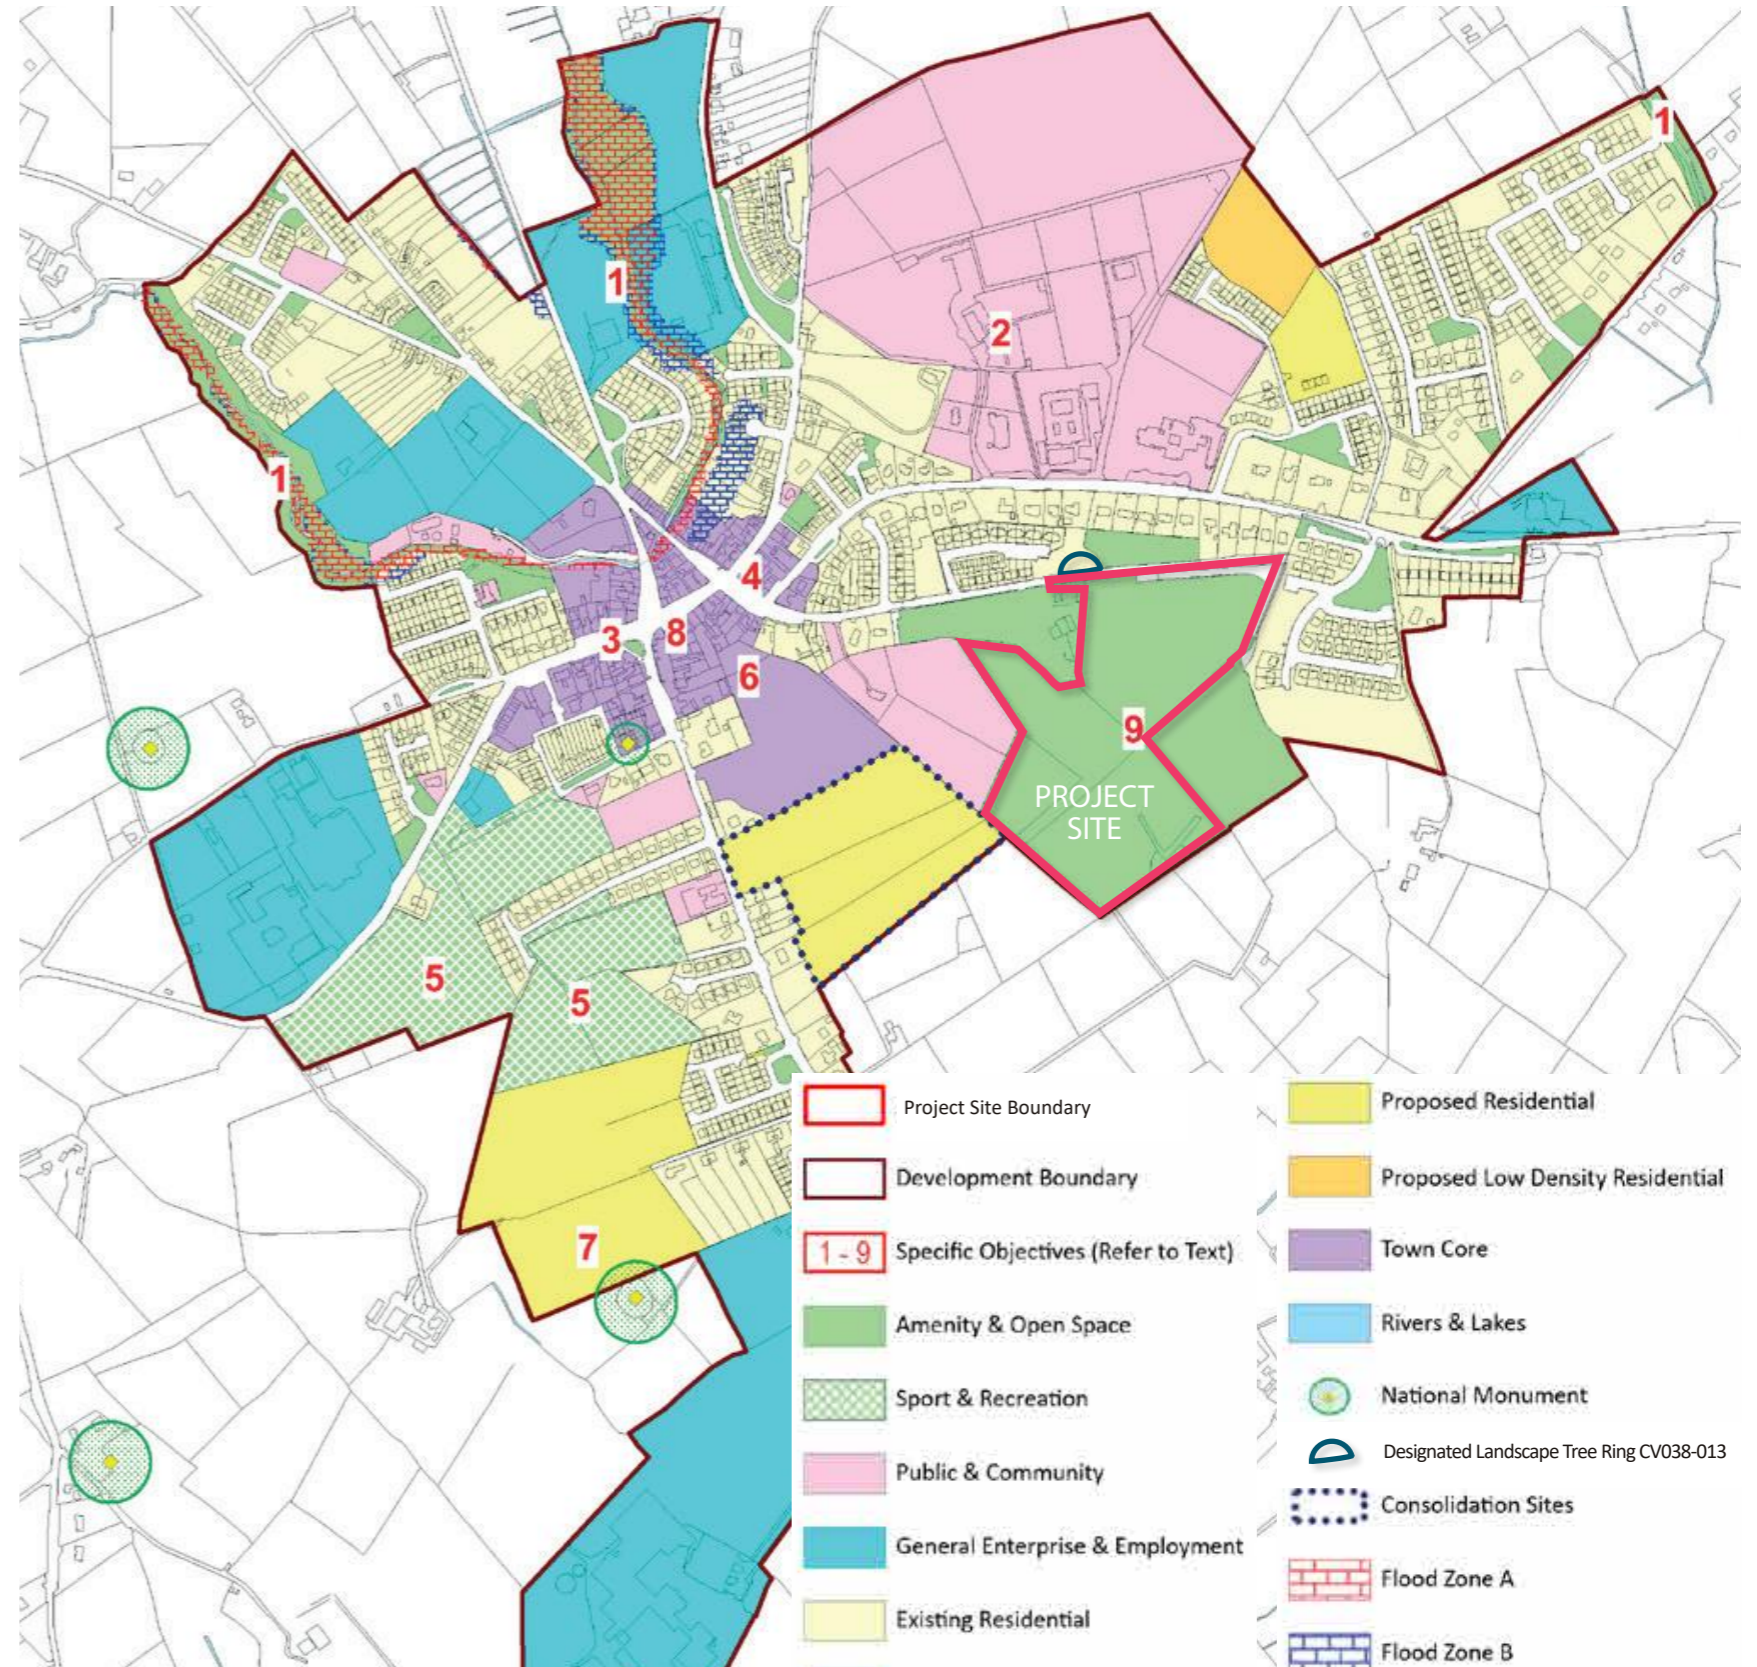 1
1
2
1
4
3
8
6
9
PROJECT
SITE
5
5
7
Project Site Boundary
Development Boundary
1 - 9 Specific Objectives (Refer to Text)
Amenity & Open Space
Sport & Recreation
Public & Community
General Enterprise & Employment
Existing Residential
Proposed Residential
Proposed Low Density Residential
Town Core
Rivers & Lakes
National Monument
Designated Landscape Tree Ring CV038-013
Consolidation Sites
Flood Zone A
Flood Zone B